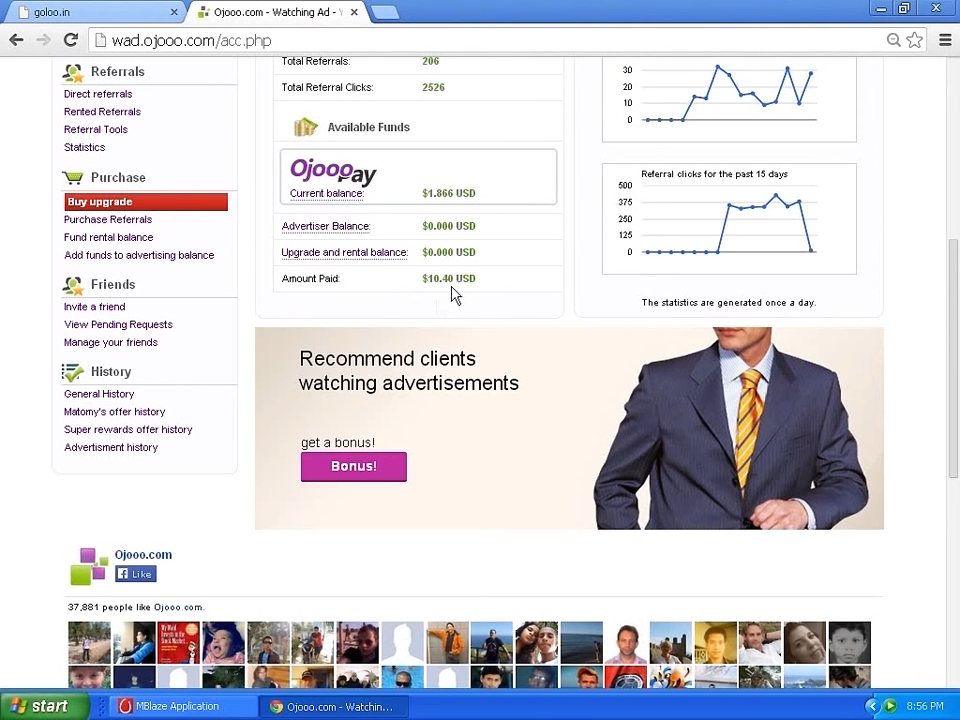 goloo.in
Ojooo.com - Watching Ad -
wad.ojooo.com/acc.php
Referrals
Direct referrals
Rented Referrals
Referral Tools
Statistics
Purchase
Buy upgrade
Purchase Referrals
Fund rental balance
Add funds to advertising balance
Friends
Invite a friend
View Pending Requests
Manage your friends
History
General History
Matomy's offer history
Super rewards offer history
Advertisment history
Total Referrals: 206
Total Referral Clicks: 2526
Available Funds
Ojooopay
Current balance: $1.866 USD
Advertiser Balance: $0.000 USD
Upgrade and rental balance: $0.000 USD
Amount Paid: $10.40 USD
30
20
10
0
Referral clicks for the past 15 days
500
375
250
125
0
The statistics are generated once a day.
Recommend clients
watching advertisements
get a bonus!
Bonus!
Ojooo.com
Like
37,881 people like Ojooo.com.
start
MBlaze Application
Ojooo.com - Watchin...
8:56 PM